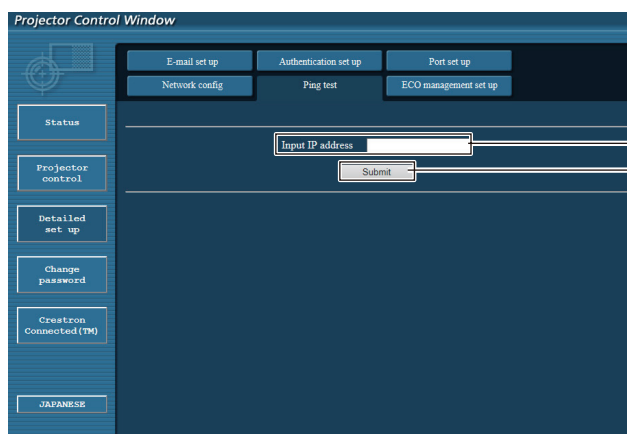 Projector Control Window
E-mail set up
Authentication set up
Port set up
Network config
Ping test
ECO management set up
Status
Projector
control
Detailed
set up
Change
password
Crestron
Connected(TM)
JAPANESE
Input IP address
Submit